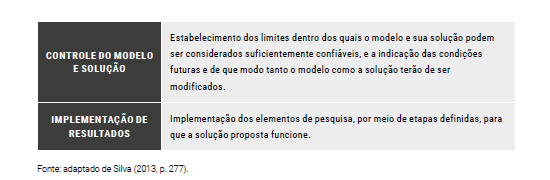 CONTROLE DO MODELO
E SOLUÇÃO
Estabelecimento dos limites dentro dos quais o modelo e sua solução podem
ser considerados suficientemente confiáveis, e a indicação das condições
futuras e de que modo tanto o modelo como a solução terão de ser
modificados.
IMPLEMENTAÇÃO DE
RESULTADOS
Implementação dos elementos de pesquisa, por meio de etapas definidas, para
que a solução proposta funcione.
Fonte: adaptado de Silva (2013, p. 277).